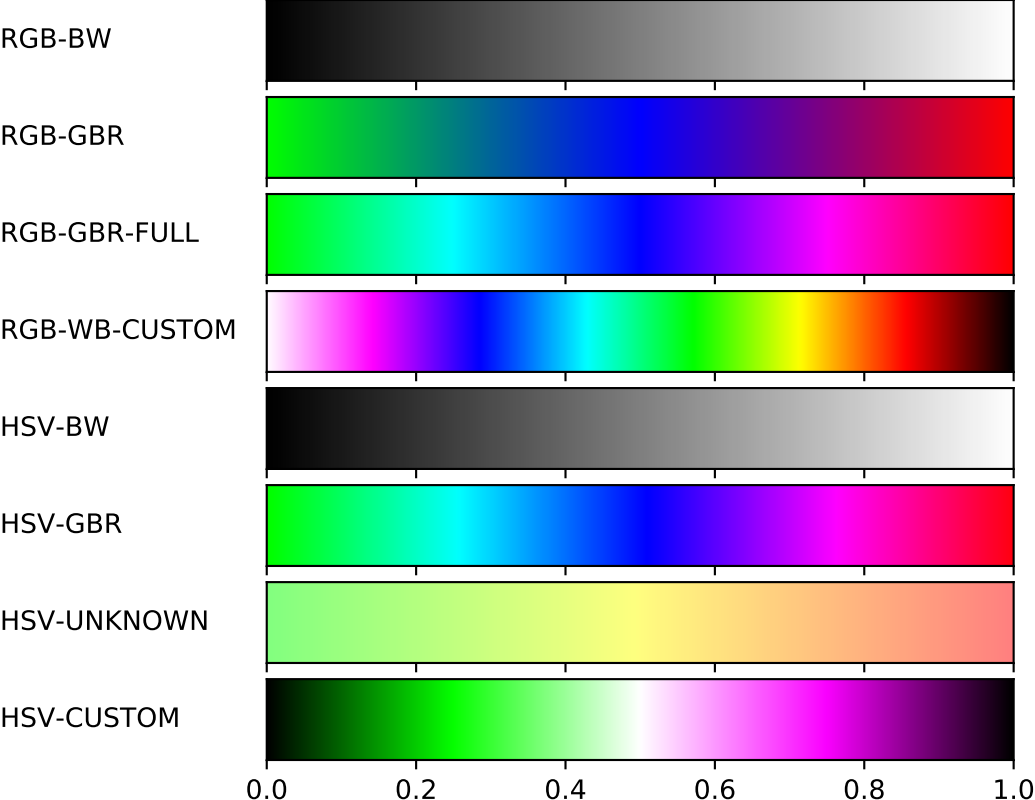 RGB-BW
RGB-GBR
RGB-GBR-FULL
RGB-WB-CUSTOM
HSV-BW
HSV-GBR
HSV-UNKNOWN
HSV-CUSTOM
0.0 0.2 0.4 0.6 0.8 1.0